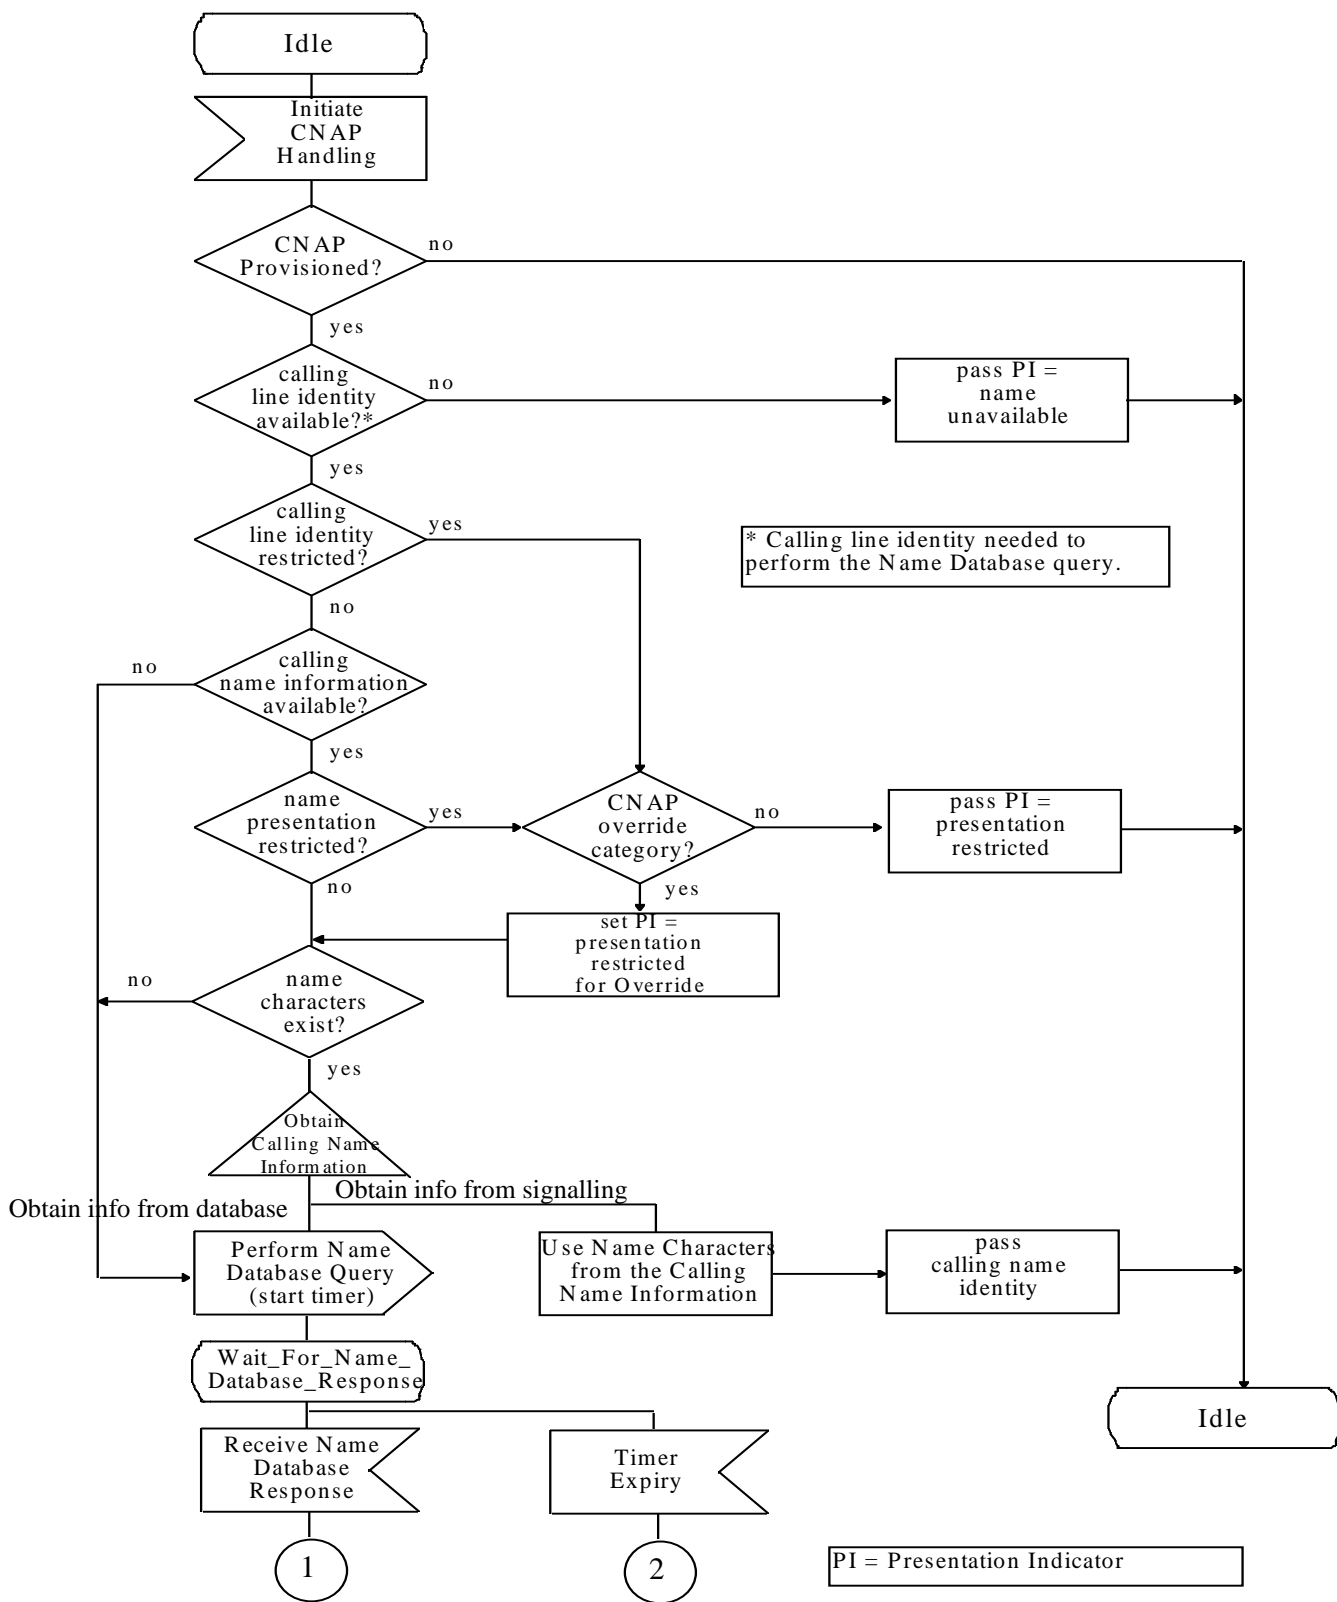 Idle
Initiate
CNAP
Handling
CNAP
Provisioned?
no
yes
calling
line identity
available?*
no
pass PI =
name
unavailable
yes
calling
line identity
restricted?
yes
* Calling line identity needed to
perform the Name Database query.
no
calling
name information
available?
no
yes
name
presentation
restricted?
yes
CNAP
override
category?
no
pass PI =
presentation
restricted
no
yes
set PI =
presentation
restricted
for Override
name
characters
exist?
no
yes
Obtain
Calling Name
Information
Obtain info from signalling
Obtain info from database
Perform Name
Database Query
(start timer)
Use Name Characters
from the Calling
Name Information
pass
calling name
identity
Wait_For_Name_
Database_Response
Idle
Receive Name
Database
Response
Timer
Expiry
1
2
PI = Presentation Indicator